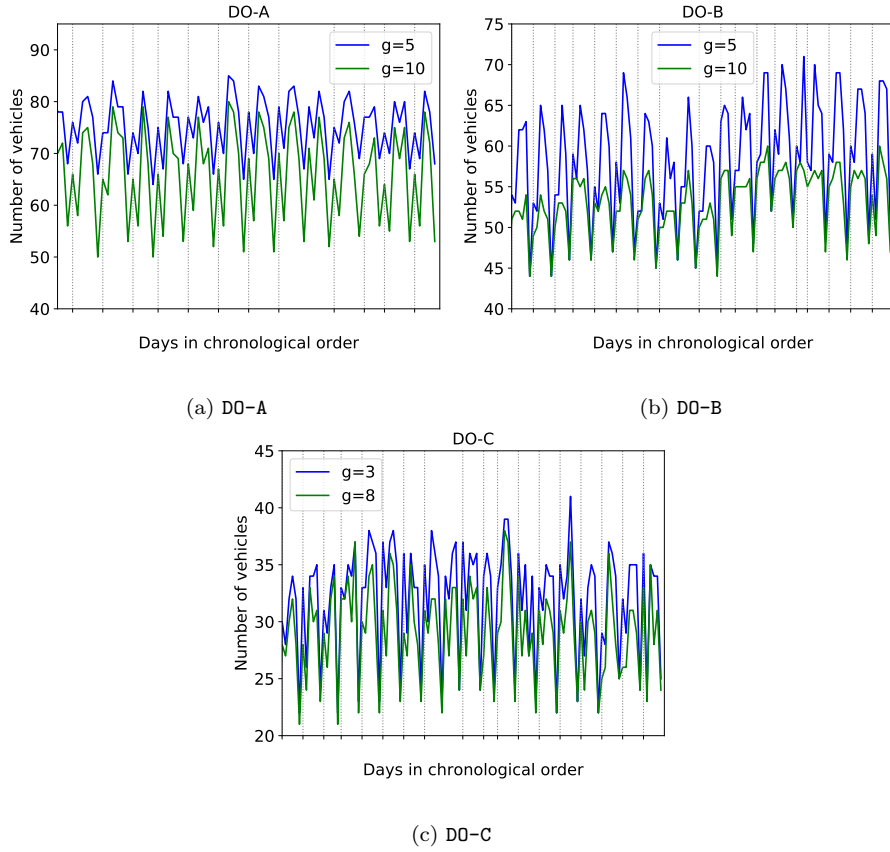 DO-A
90
80
70
60
50
40
Number of vehicles
g=5
g=10
Days in chronological order
(a) DO-A
DO-B
75
70
65
60
55
50
45
40
Number of vehicles
g=5
g=10
Days in chronological order
(b) DO-B
DO-C
45
40
35
30
25
20
Number of vehicles
g=3
g=8
Days in chronological order
(c) DO-C